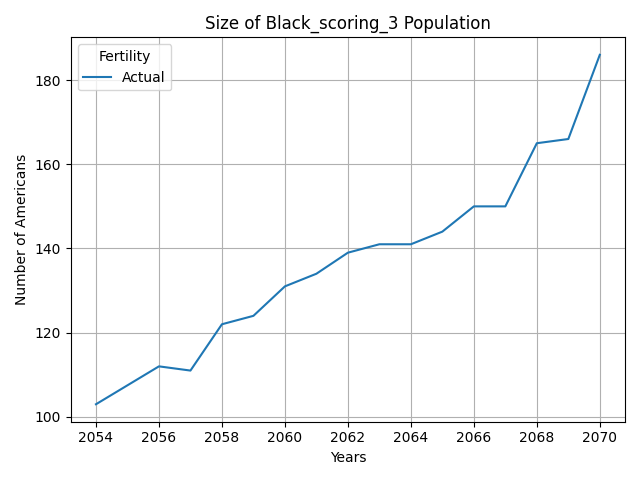 Size of Black_scoring_3 Population
Fertility
Actual
Number of Americans
180
160
140
120
100
2054 2056 2058 2060 2062 2064 2066 2068 2070
Years